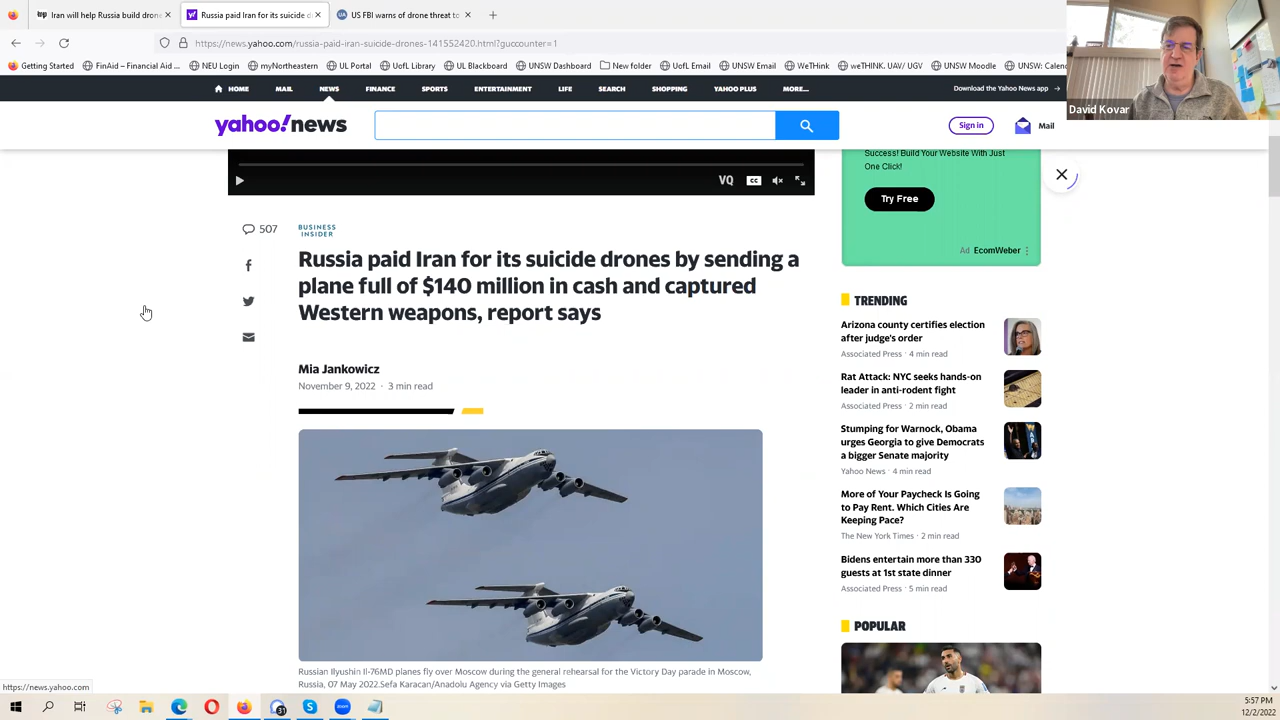 Iran will help Russia build drone
Russia paid Iran for its suicide d
US FBI warns of drone threat to
https://news.yahoo.com/russia-paid-iran-suicide-drones-141552420.html?guccounter=1
Getting Started
FinAid – Financial Aid ...
NEU Login
myNortheastern
UL Portal
UofL Library
UL Blackboard
UNSW Dashboard
New folder
UofL Email
UNSW Email
WeThink
weTHINK. UAV/ UGV
UNSW Moodle
UNSW: Calend
David Kovar
HOME
MAIL
NEWS
FINANCE
SPORTS
ENTERTAINMENT
LIFE
SEARCH
SHOPPING
YAHOO PLUS
MORE...
Download the Yahoo News app
yahoo!news
Sign in
Mail
VQ
CC
Success! Build Your Website With Just
One Click!
Try Free
Ad EcomWeber
507
BUSINESS
INSIDER
Russia paid Iran for its suicide drones by sending a
plane full of $140 million in cash and captured
Western weapons, report says
Mia Jankowicz
November 9, 2022 · 3 min read
Russian Ilyushin Il-76MD planes fly over Moscow during the general rehearsal for the Victory Day parade in Moscow,
Russia, 07 May 2022.Sefa Karacan/Anadolu Agency via Getty Images
TRENDING
Arizona county certifies election
after judge's order
Associated Press · 4 min read
Rat Attack: NYC seeks hands-on
leader in anti-rodent fight
Associated Press · 2 min read
Stumping for Warnock, Obama
urges Georgia to give Democrats
a bigger Senate majority
Yahoo News · 4 min read
More of Your Paycheck Is Going
to Pay Rent. Which Cities Are
Keeping Pace?
The New York Times · 2 min read
Bidens entertain more than 330
guests at 1st state dinner
Associated Press · 5 min read
POPULAR
https://news.yahoo.com
31
zoom
5:57 PM
12/2/2022